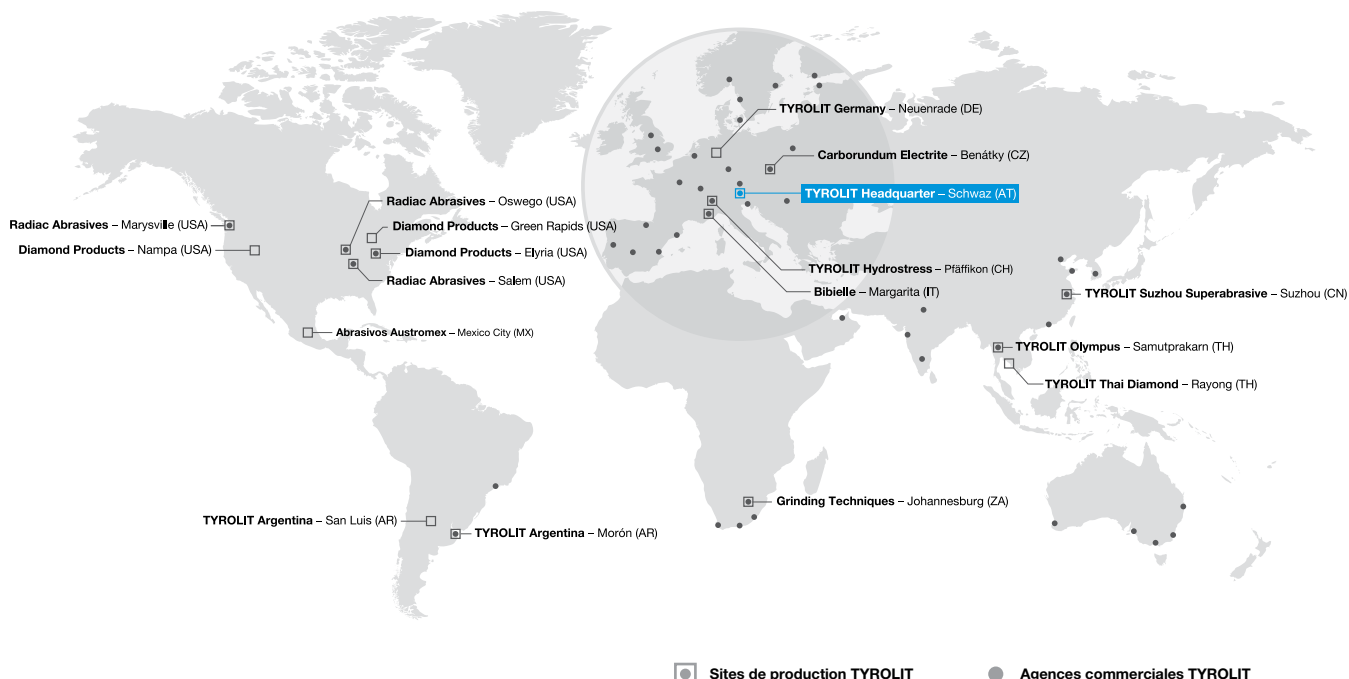 TYROLIT Germany – Neuenrade (DE)
Carborundum Electrite – Benátky (CZ)
TYROLIT Headquarter – Schwaz (AT)
Radiac Abrasives – Oswego (USA)
Radiac Abrasives – Marysville (USA)
Diamond Products – Green Rapids (USA)
Diamond Products – Nampa (USA)
Diamond Products – Elyria (USA)
TYROLIT Hydrostress – Pfäffikon (CH)
Radiac Abrasives – Salem (USA)
Bibielle – Margarita (IT)
TYROLIT Suzhou Superabrasive – Suzhou (CN)
Abrasivos Austromex – Mexico City (MX)
TYROLIT Olympus – Samutprakarn (TH)
TYROLIT Thai Diamond – Rayong (TH)
Grinding Techniques – Johannesburg (ZA)
TYROLIT Argentina – San Luis (AR)
TYROLIT Argentina – Morón (AR)
Sites de production TYROLIT
Agences commerciales TYROLIT